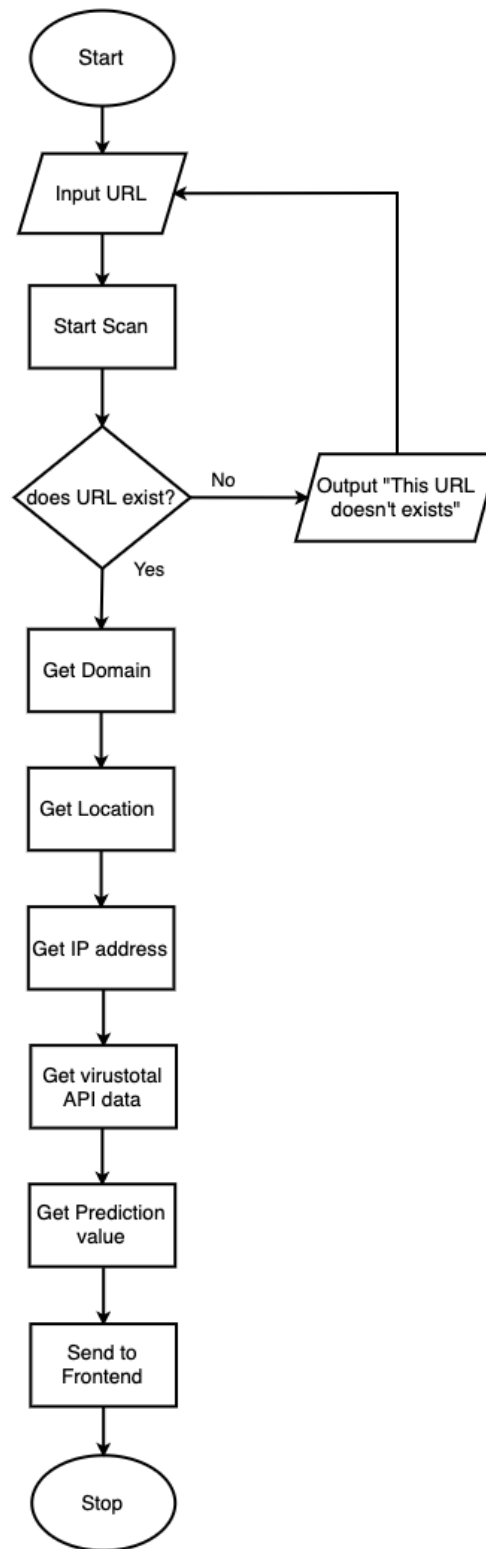 Start
Input URL
Start Scan
does URL exist?
No
Output "This URL
doesn't exists"
Yes
Get Domain
Get Location
Get IP address
Get virustotal
API data
Get Prediction
value
Send to
Frontend
Stop